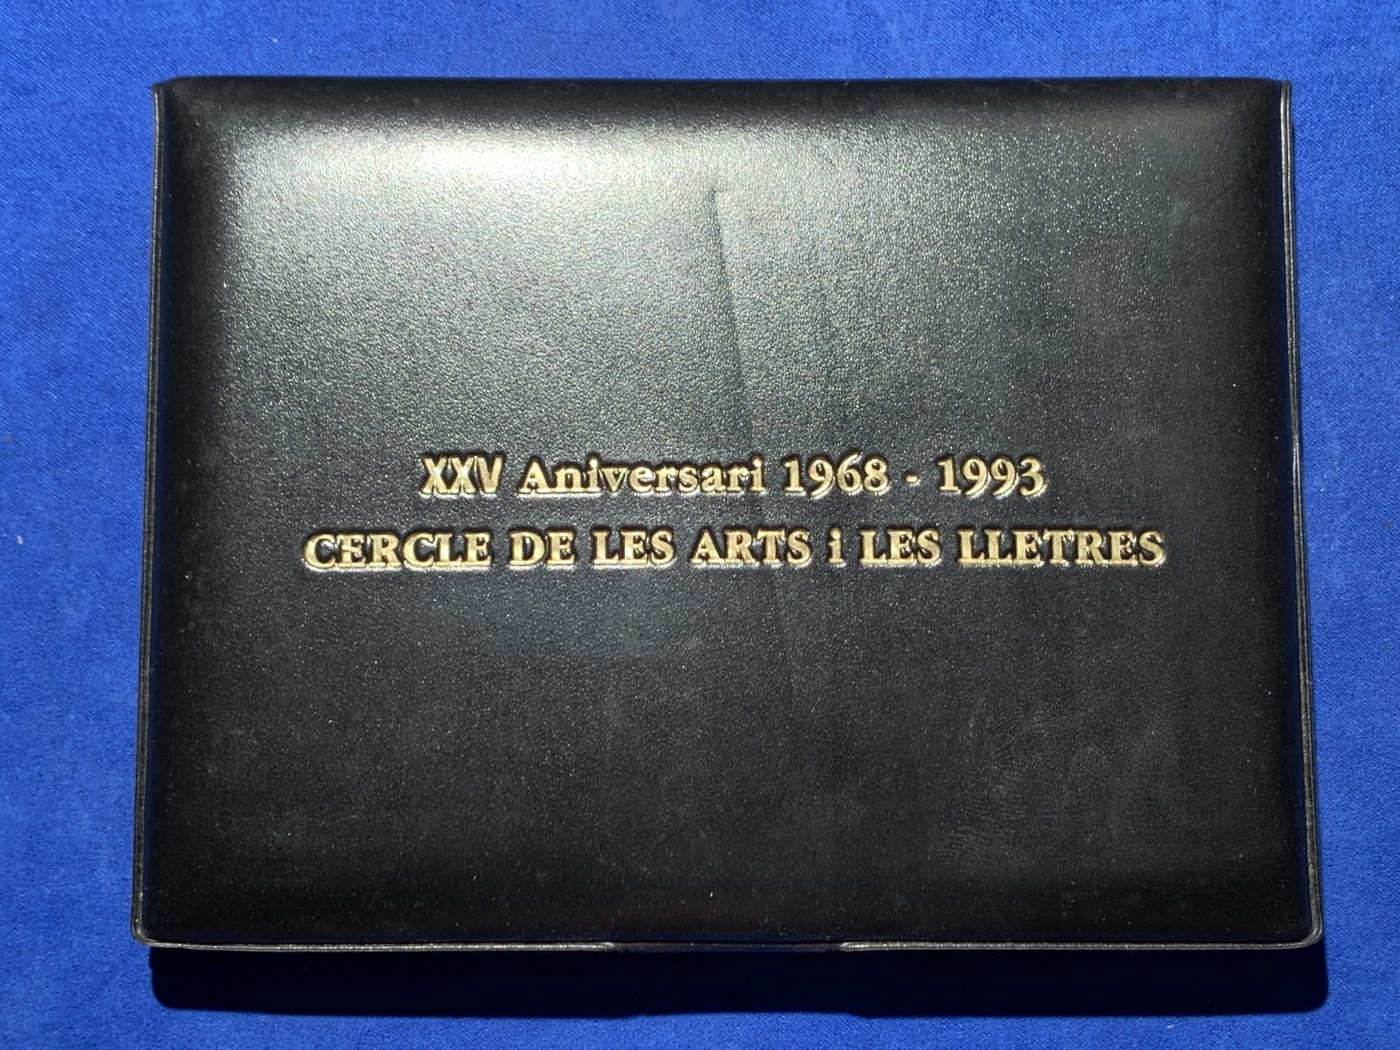 XXV Aniversari 1968 - 1993
CERCLE DE LES ARTS i LES LLETRES